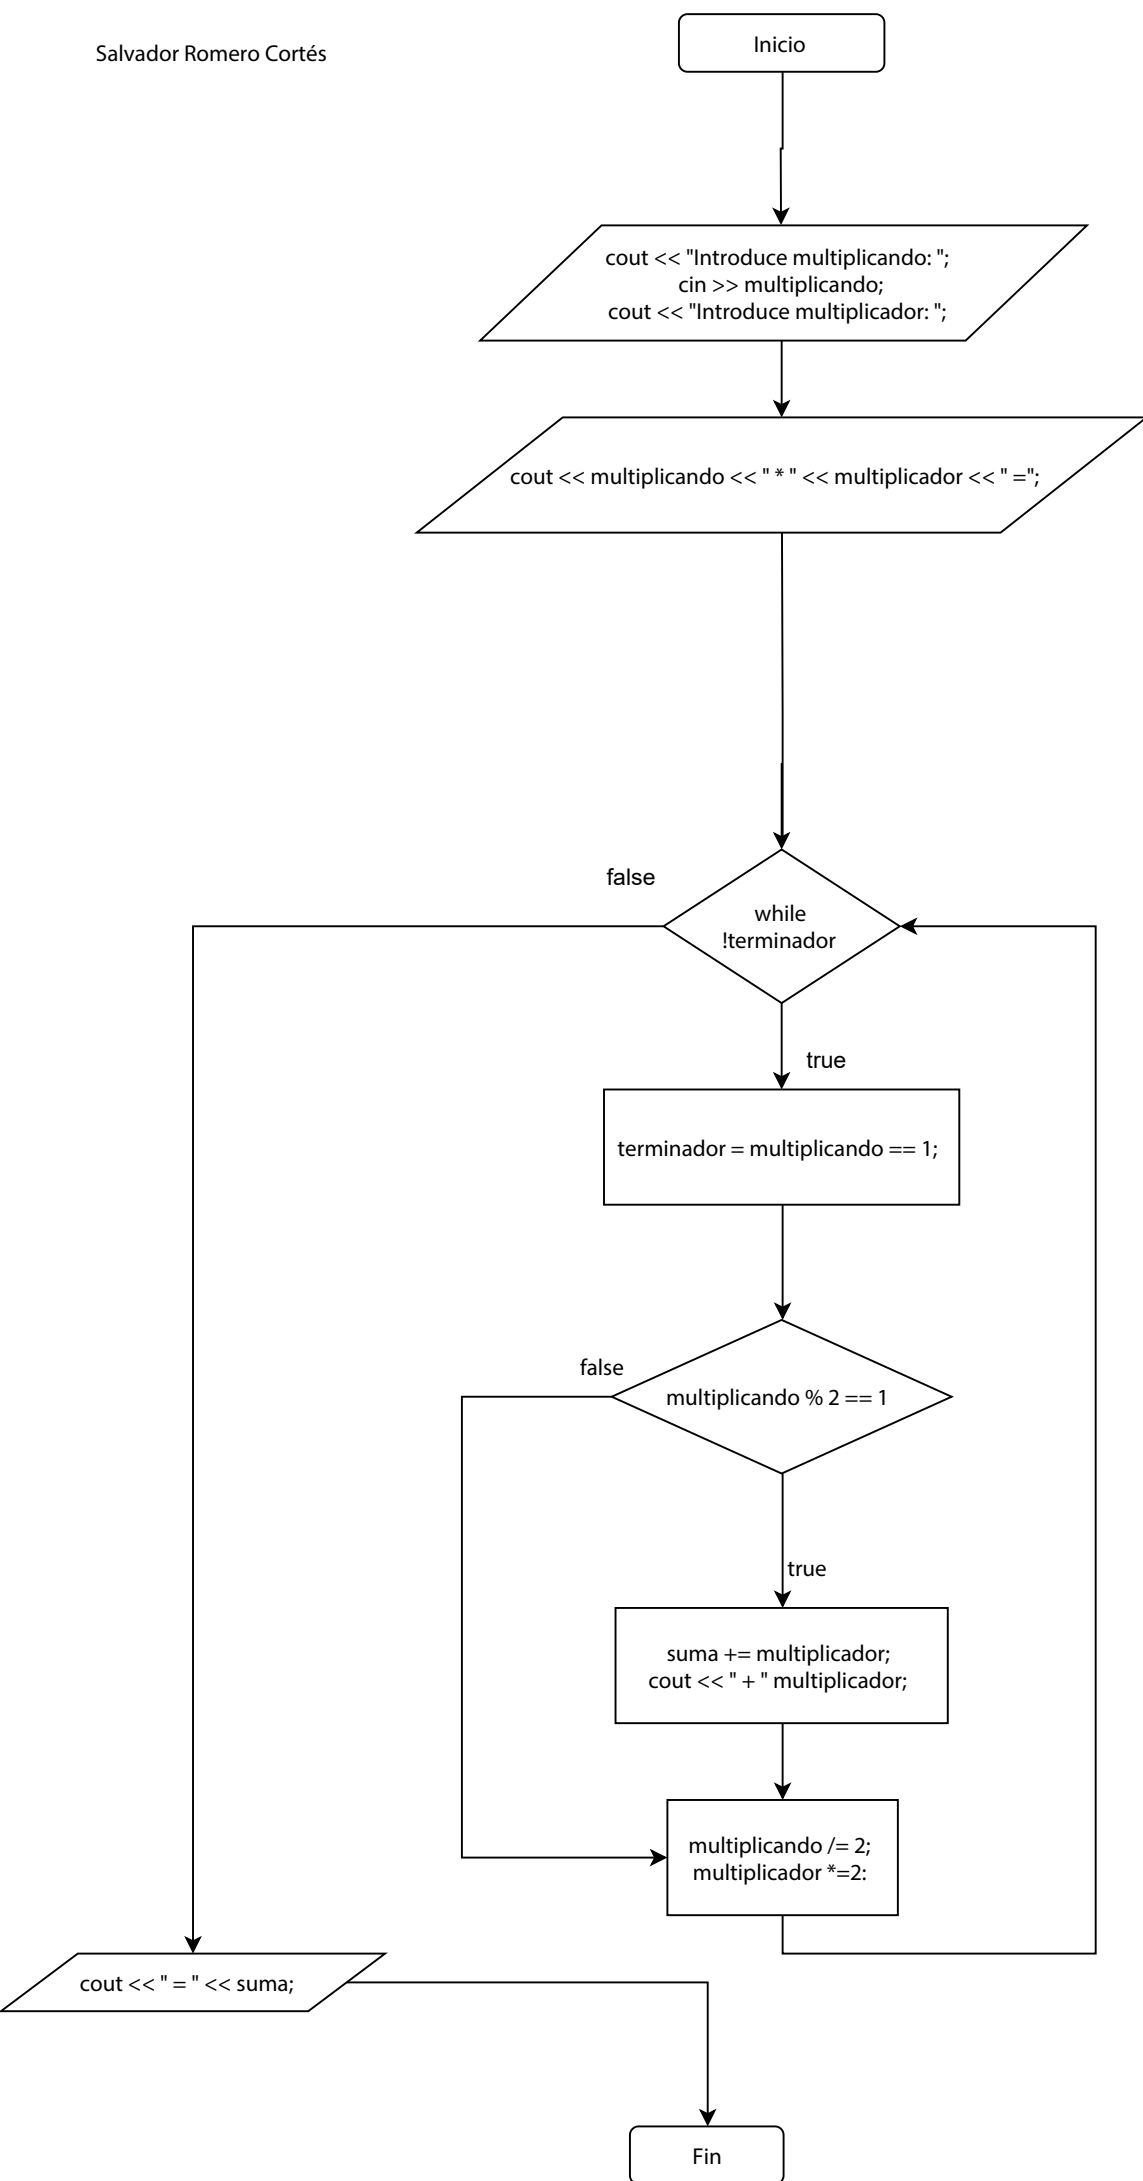 Salvador Romero Cortés
Inicio
cout << "Introduce multiplicando: ";
cin >> multiplicando;
cout << "Introduce multiplicador: ";
cout << multiplicando << " * " << multiplicador << " =";
false
while
!terminador
true
terminador = multiplicando == 1;
false
multiplicando % 2 == 1
true
suma += multiplicador;
cout << " + " multiplicador;
multiplicando /= 2;
multiplicador *=2:
cout << " = " << suma;
Fin